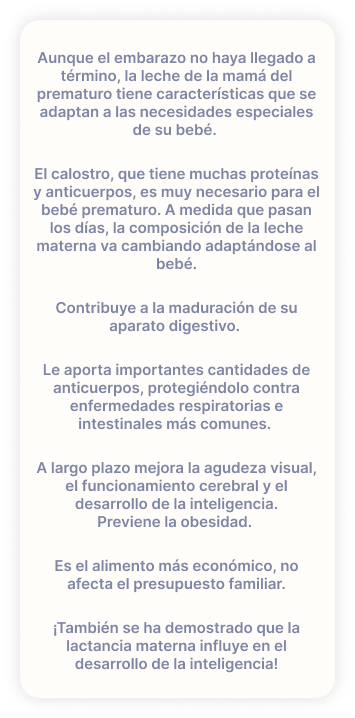 Aunque el embarazo no haya llegado a
término, la leche de la mamá del
prematuro tiene características que se
adaptan a las necesidades especiales
de su bebé.
El calostro, que tiene muchas proteínas
y anticuerpos, es muy necesario para el
bebé prematuro. A medida que pasan
los días, la composición de la leche
materna va cambiando adaptándose al
bebé.
Contribuye a la maduración de su
aparato digestivo.
Le aporta importantes cantidades de
anticuerpos, protegiéndolo contra
enfermedades respiratorias e
intestinales más comunes.
A largo plazo mejora la agudeza visual,
el funcionamiento cerebral y el
desarrollo de la inteligencia.
Previene la obesidad.
Es el alimento más económico, no
afecta el presupuesto familiar.
¡También se ha demostrado que la
lactancia materna influye en el
desarrollo de la inteligencia!